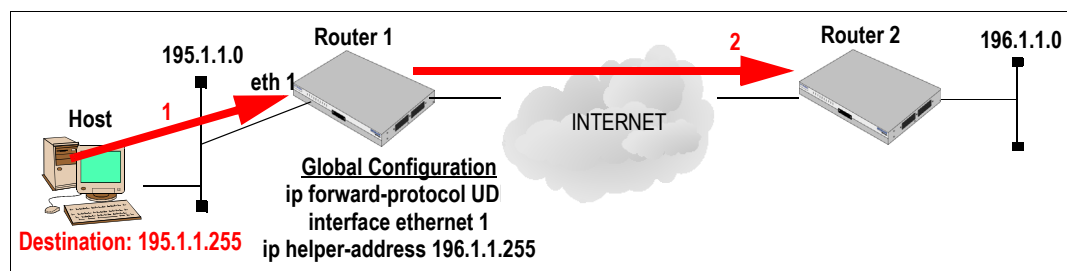 Router 1
2
Router 2
195.1.1.0
196.1.1.0
eth 1
1
Host
INTERNET
Global Configuration
ip forward-protocol UD
interface ethernet 1
ip helper-address 196.1.1.255
Destination: 195.1.1.255